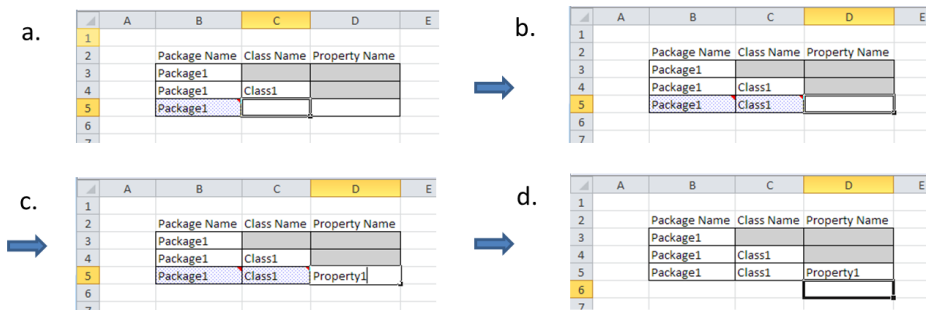 a.
A B C D E
1
2 Package Name Class Name Property Name
3 Package1
4 Package1 Class1
5 Package1
6
7
b.
A B C D E
1
2 Package Name Class Name Property Name
3 Package1
4 Package1 Class1
5 Package1 Class1
6
7
c.
A B C D E
1
2 Package Name Class Name Property Name
3 Package1
4 Package1 Class1
5 Package1 Class1 Property1
6
7
d.
A B C D E
1
2 Package Name Class Name Property Name
3 Package1
4 Package1 Class1
5 Package1 Class1 Property1
6
7